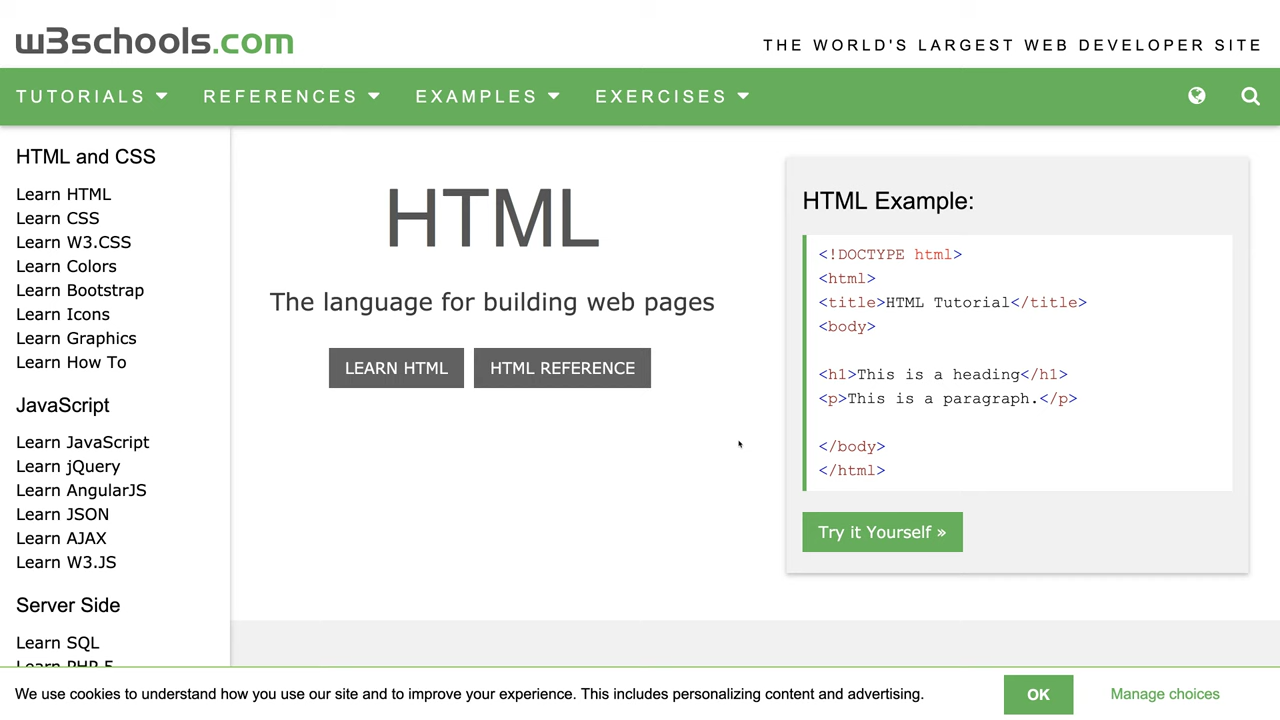 w3schools.com
THE WORLD'S LARGEST WEB DEVELOPER SITE
TUTORIALS REFERENCES EXAMPLES EXERCISES
HTML and CSS
Learn HTML
Learn CSS
Learn W3.CSS
Learn Colors
Learn Bootstrap
Learn Icons
Learn Graphics
Learn How To
JavaScript
Learn JavaScript
Learn jQuery
Learn AngularJS
Learn JSON
Learn AJAX
Learn W3.JS
Server Side
Learn SQL
Learn PHP 5
HTML
The language for building web pages
LEARN HTML HTML REFERENCE
HTML Example:
<!DOCTYPE html>
<html>
<title>HTML Tutorial</title>
<body>
<h1>This is a heading</h1>
<p>This is a paragraph.</p>
</body>
</html>
Try it Yourself »
We use cookies to understand how you use our site and to improve your experience. This includes personalizing content and advertising.
OK
Manage choices